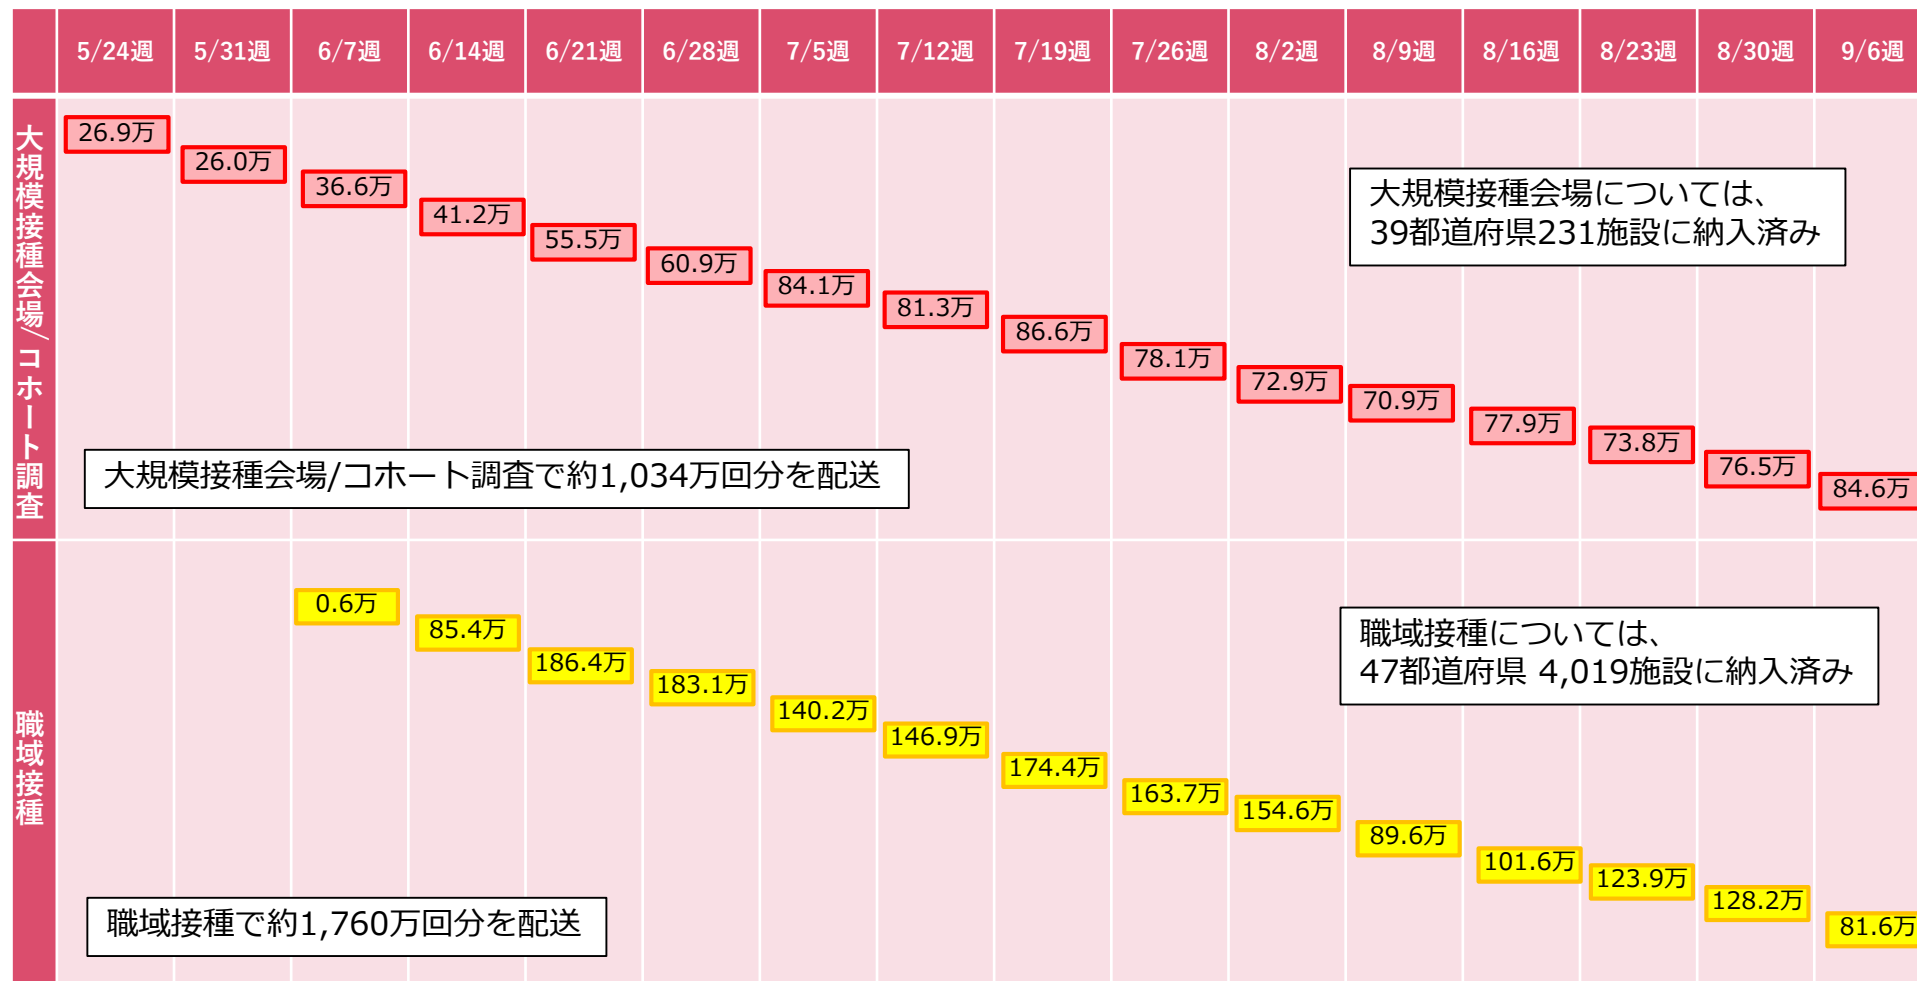 5/24週 5/31週 6/7週 6/14週 6/21週 6/28週 7/5週 7/12週 7/19週 7/26週 8/2週 8/9週 8/16週 8/23週 8/30週 9/6週
大規模接種会場/コホート調査
26.9万
26.0万
36.6万
41.2万
55.5万
60.9万
84.1万
81.3万
86.6万
78.1万
72.9万
70.9万
77.9万
73.8万
76.5万
84.6万
大規模接種会場については、
39都道府県231施設に納入済み
大規模接種会場/コホート調査で約1,034万回分を配送
職域接種
0.6万
85.4万
186.4万
183.1万
140.2万
146.9万
174.4万
163.7万
154.6万
89.6万
101.6万
123.9万
128.2万
81.6万
職域接種については、
47都道府県 4,019施設に納入済み
職域接種で約1,760万回分を配送